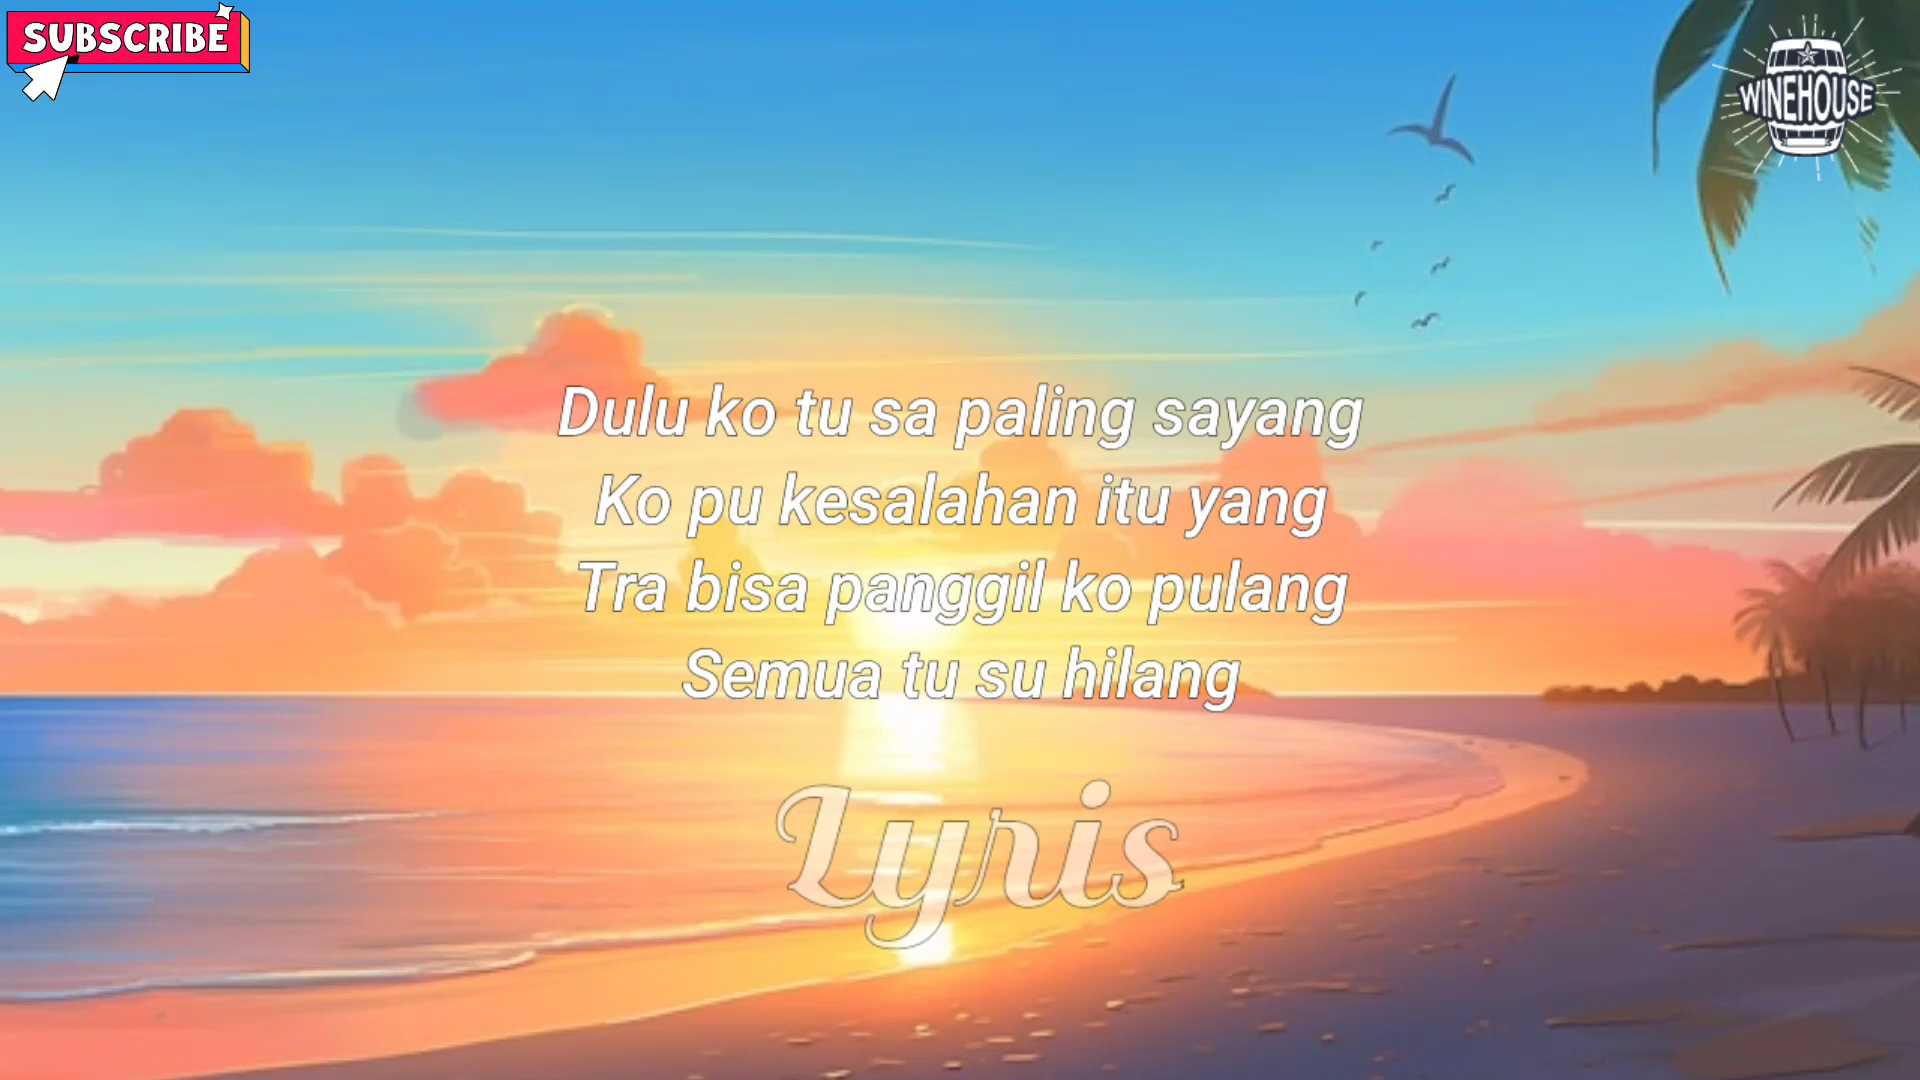 SUBSCRIBE
WINEHOUSE
Dulu ko tu sa paling sayang
Ko pu kesalahan itu yang
Tra bisa panggil ko pulang
Semua tu su hilang
Lyris